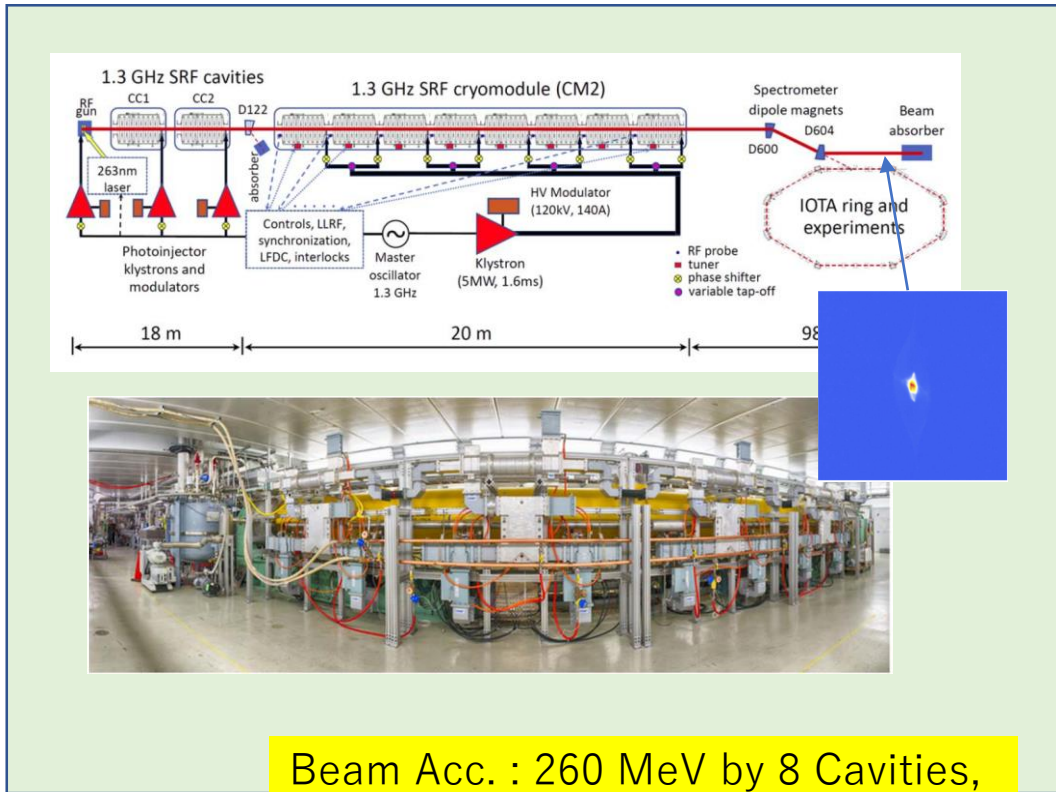 1.3 GHz SRF cavities
1.3 GHz SRF cryomodule (CM2)
RF
gun
CC1
CC2
D122
Spectrometer
dipole magnets
D604
D600
Beam
absorber
263nm
laser
absorber
HV Modulator
(120kV, 140A)
IOTA ring and
experiments
Controls, LLRF,
synchronization,
LFDC, interlocks
Master
oscillator
1.3 GHz
Klystron
(5MW, 1.6ms)
Photoinjector
klystrons and
modulators
RF probe
tuner
phase shifter
variable tap-off
18 m
20 m
98
Beam Acc. : 260 MeV by 8 Cavities,